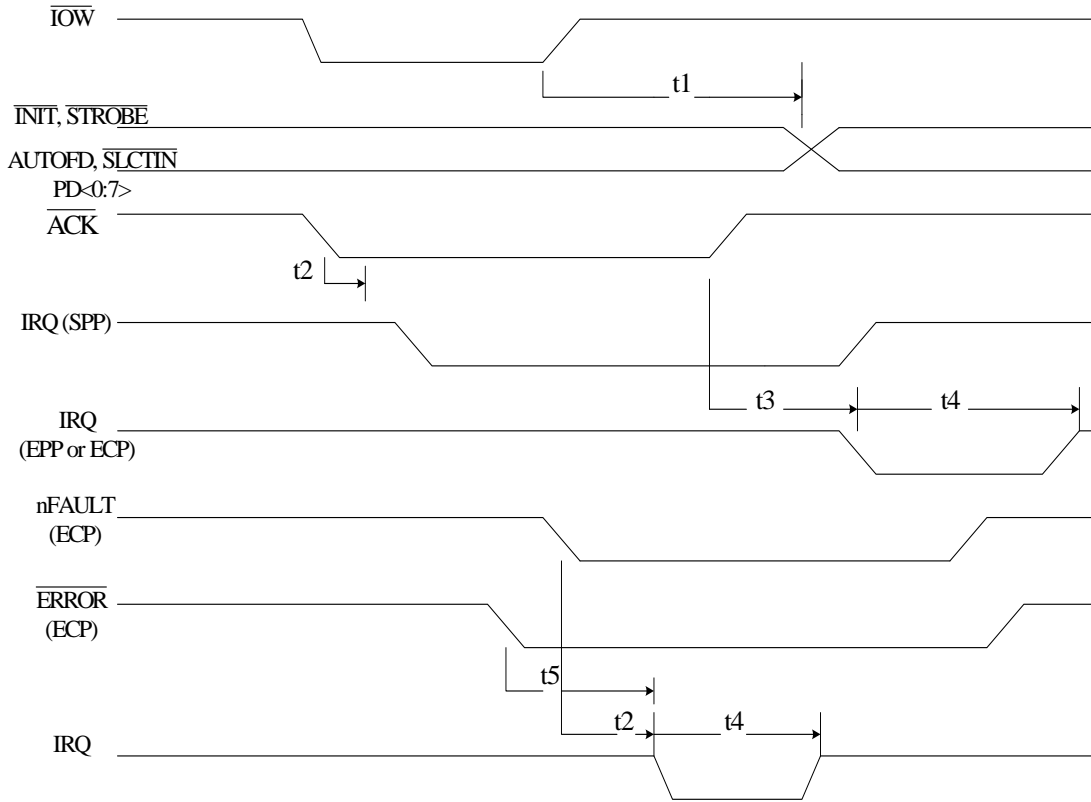 IOW
t1
INIT, STROBE
AUTOFD, SLCTIN
PD<0:7>
ACK
t2
IRQ (SPP)
t3
t4
IRQ
(EPP or ECP)
nFAULT
(ECP)
ERROR
(ECP)
t5
t2
t4
IRQ